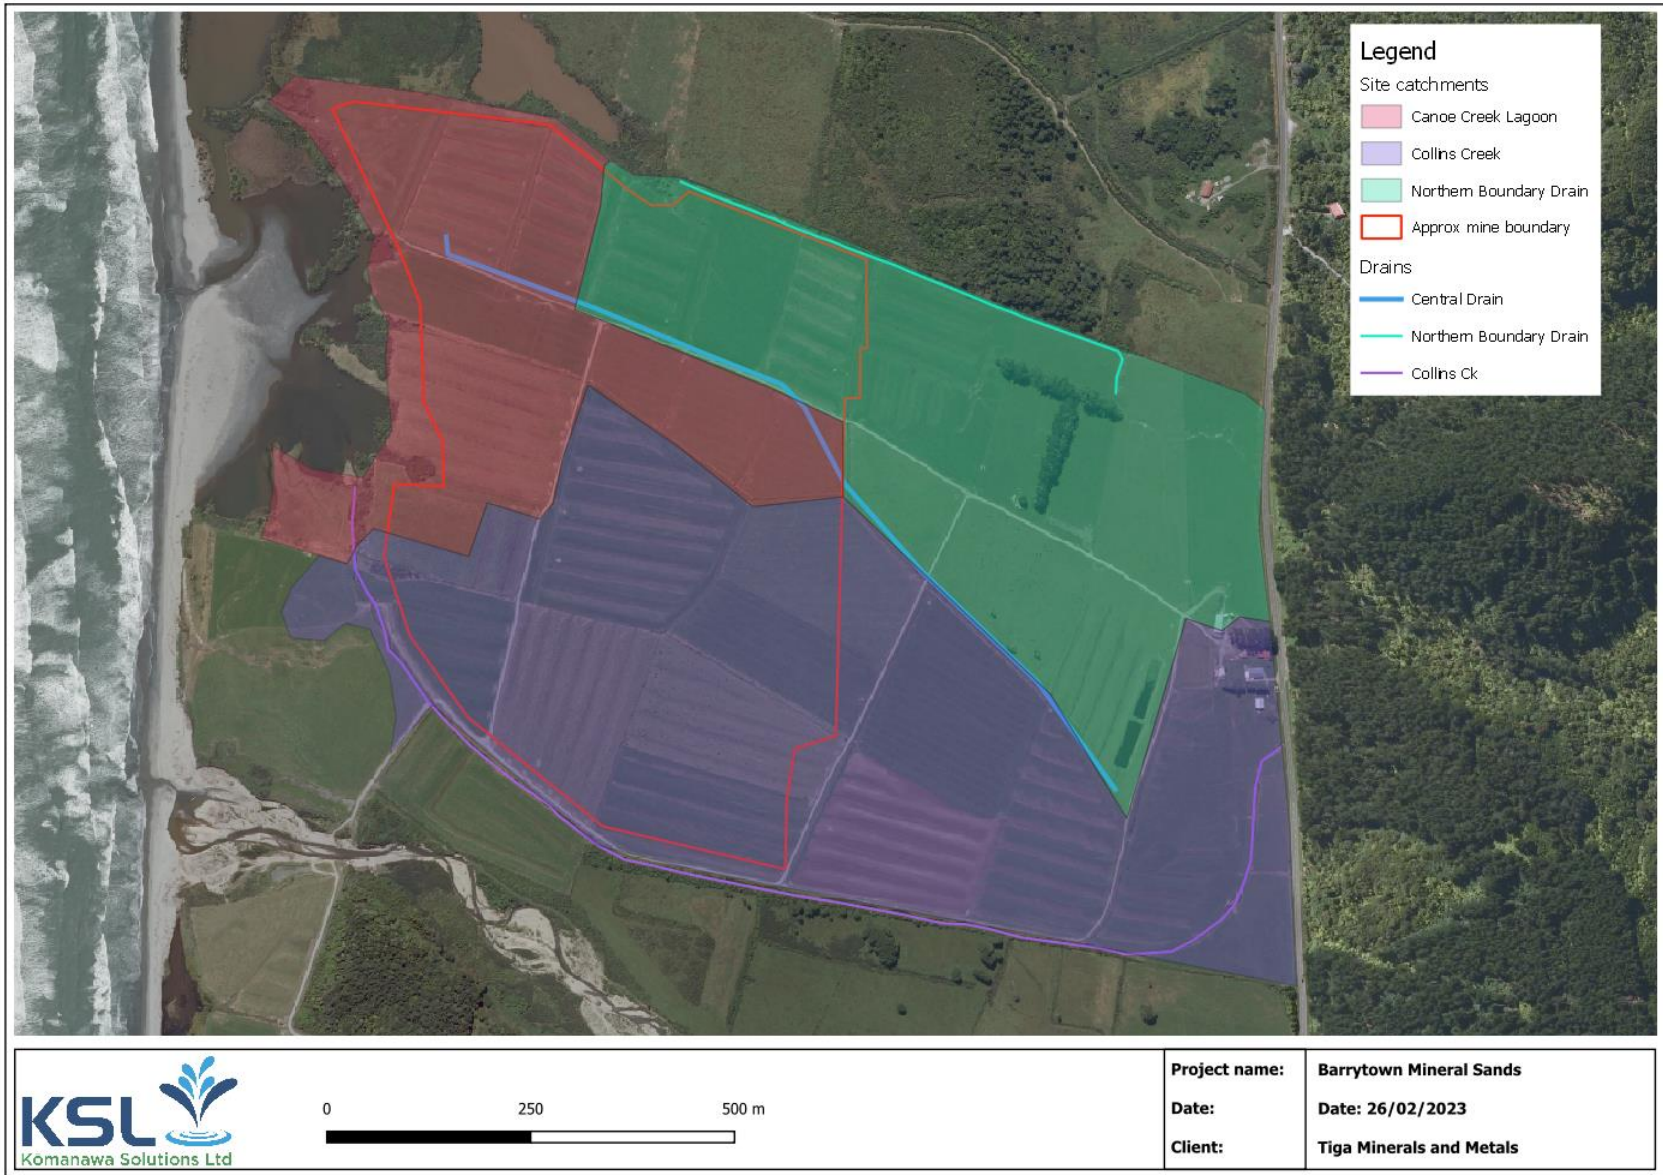 Legend
Site catchments
Canoe Creek Lagoon
Collins Creek
Northern Boundary Drain
Approx mine boundary
Drains
Central Drain
Northern Boundary Drain
Collins Ck
KSL
Kōmanawa Solutions Ltd
0 250 500 m
Project name: Barrytown Mineral Sands
Date: Date: 26/02/2023
Client: Tiga Minerals and Metals